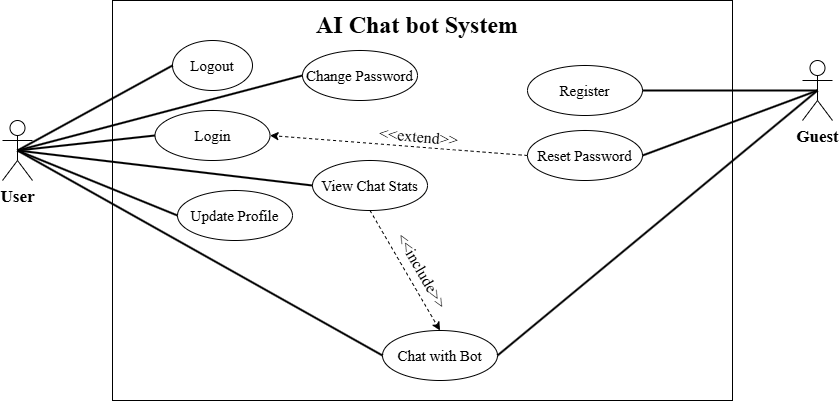 AI Chat bot System
Logout
Change Password
Register
Login
<<extend>>
Reset Password
Guest
User
View Chat Stats
Update Profile
<<include>>
Chat with Bot